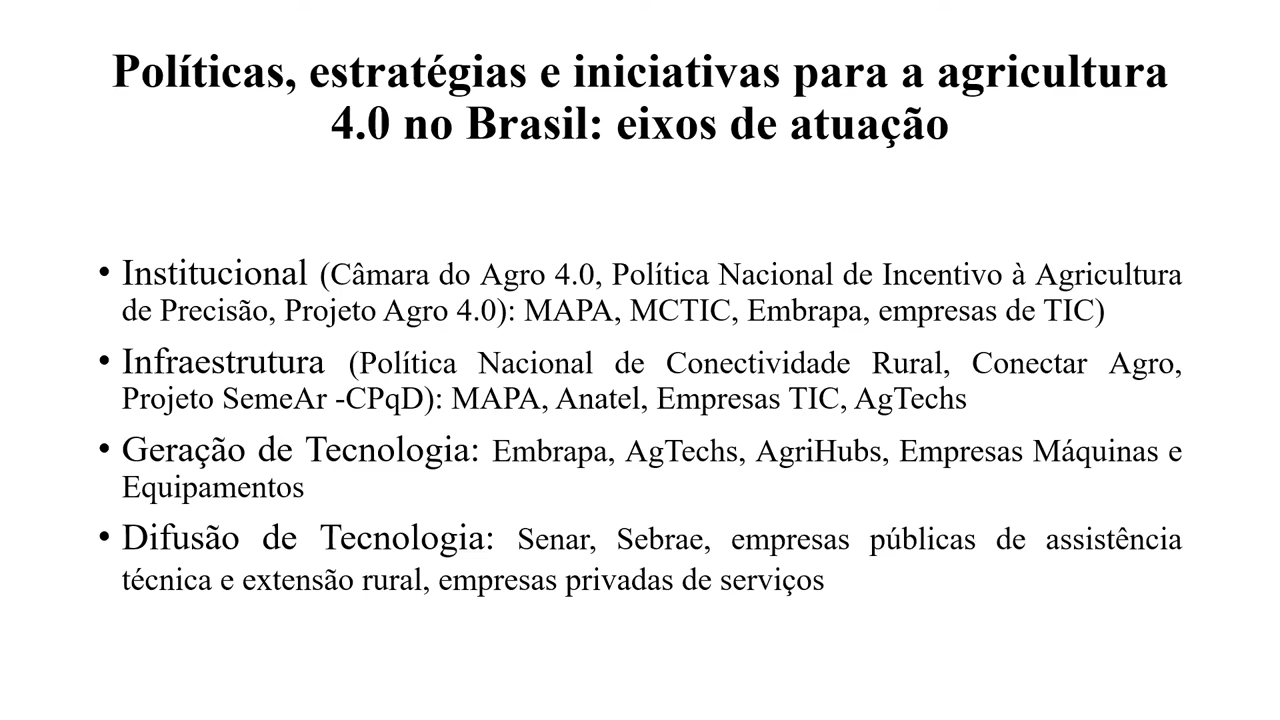 Políticas, estratégias e iniciativas para a agricultura
4.0 no Brasil: eixos de atuação
• Institucional (Câmara do Agro 4.0, Política Nacional de Incentivo à Agricultura
de Precisão, Projeto Agro 4.0): MAPA, MCTIC, Embrapa, empresas de TIC)
• Infraestrutura (Política Nacional de Conectividade Rural, Conectar Agro,
Projeto SemeAr -CPqD): MAPA, Anatel, Empresas TIC, AgTechs
• Geração de Tecnologia: Embrapa, AgTechs, AgriHubs, Empresas Máquinas e
Equipamentos
• Difusão de Tecnologia: Senar, Sebrae, empresas públicas de assistência
técnica e extensão rural, empresas privadas de serviços